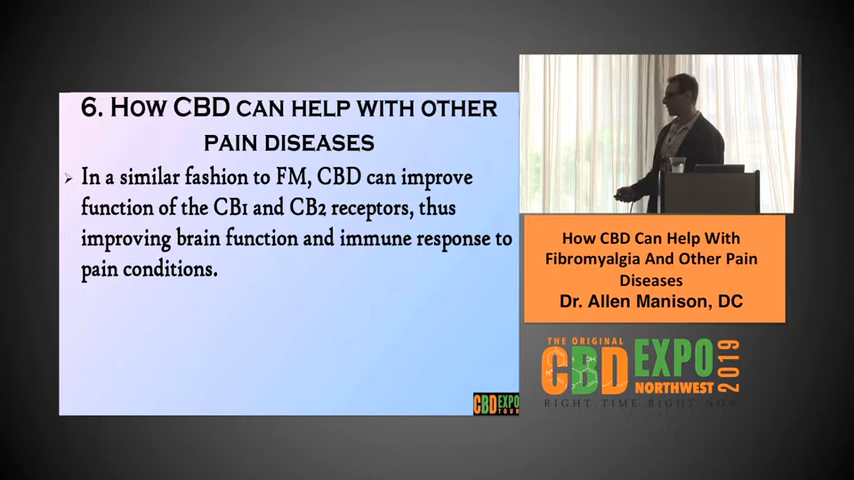 6. How CBD can help with other
pain diseases
➢ In a similar fashion to FM, CBD can improve
function of the CB1 and CB2 receptors, thus
improving brain function and immune response to
pain conditions.
CBD EXPO
TOUR
How CBD Can Help With
Fibromyalgia And Other Pain
Diseases
Dr. Allen Manison, DC
THE ORIGINAL
CBD EXPO
NORTHWEST
2019
RIGHT TIME RIGHT NOW